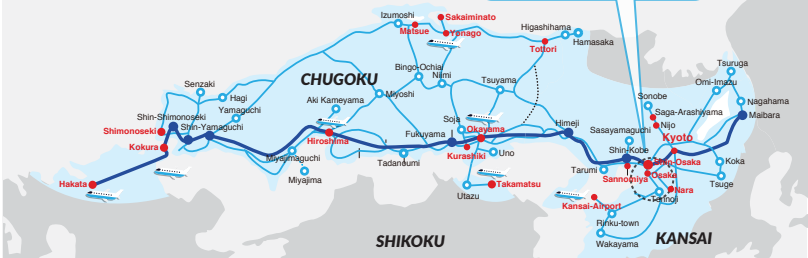 Izumoshi
Sakaiminato
Matsue
Yonago
Higashihama
Hamasaka
Tottori
Tsuruga
Bingo-Ochiai
Niimi
CHUGOKU
Tsuyama
Omi-Imazu
Senzaki
Hagi
Yamaguchi
Aki Kameyama
Miyoshi
Sonobe
Saga-Arashiyama
Nijo
Nagahama
Maibara
Shin-Shimonoseki
Shin-Yamaguchi
Shimonoseki
Kokura
Hiroshima
Fukuyama
Soja
Okayama
Himeji
Sasayamaguchi
Kyoto
Shin-Kobe
Shin-Osaka
Osaka
Koka
Tsuge
Miyajimaguchi
Miyajima
Tadanoumi
Kurashiki
Uno
Tarumi
Sannomiya
Nara
Tennoji
Hakata
Utazu
Takamatsu
Kansai-Airport
Rinku-town
Wakayama
SHIKOKU
KANSAI